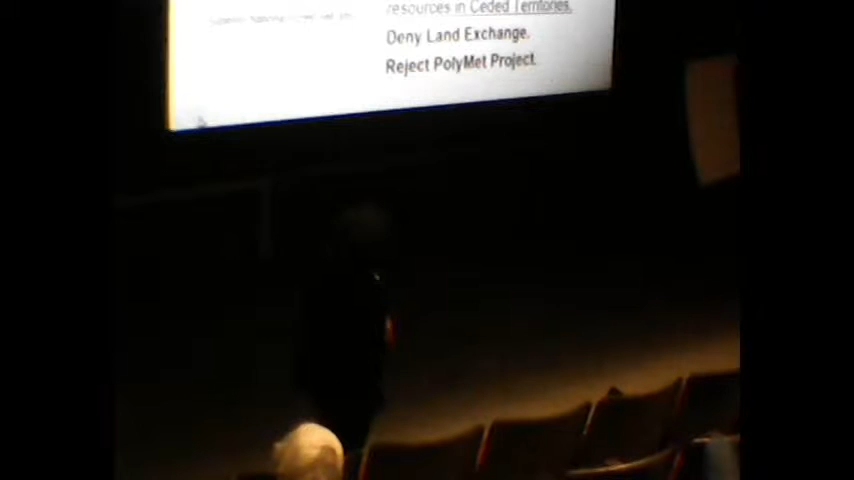 resources in Ceded Territories.
Deny Land Exchange.
Reject PolyMet Project.